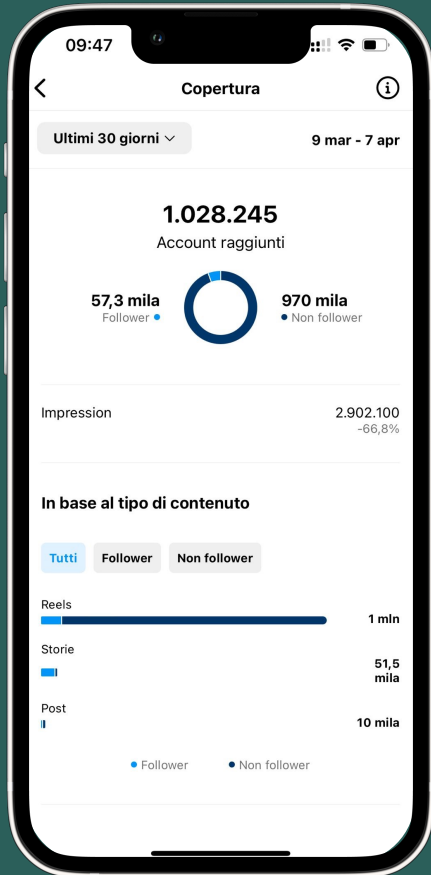 09:47
Copertura
Ultimi 30 giorni
9 mar - 7 apr
1.028.245
Account raggiunti
57,3 mila
Follower
970 mila
Non follower
Impression
2.902.100
-66,8%
In base al tipo di contenuto
Tutti
Follower
Non follower
Reels
1 mln
Storie
51,5
mila
Post
10 mila
Follower
Non follower